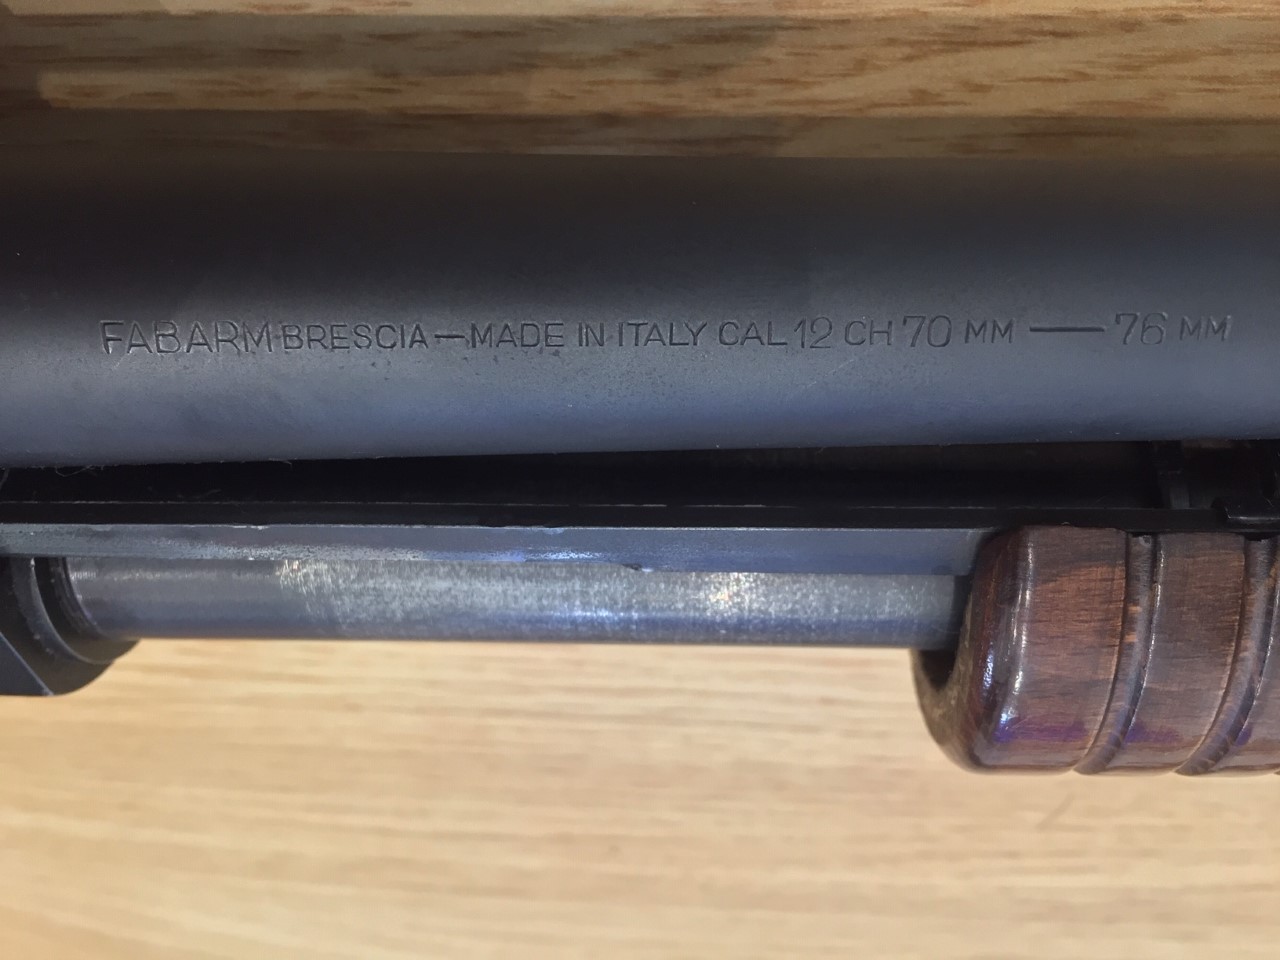 FABARM BRESCIA — MADE IN ITALY CAL 12 CH 70 MM — 76 MM